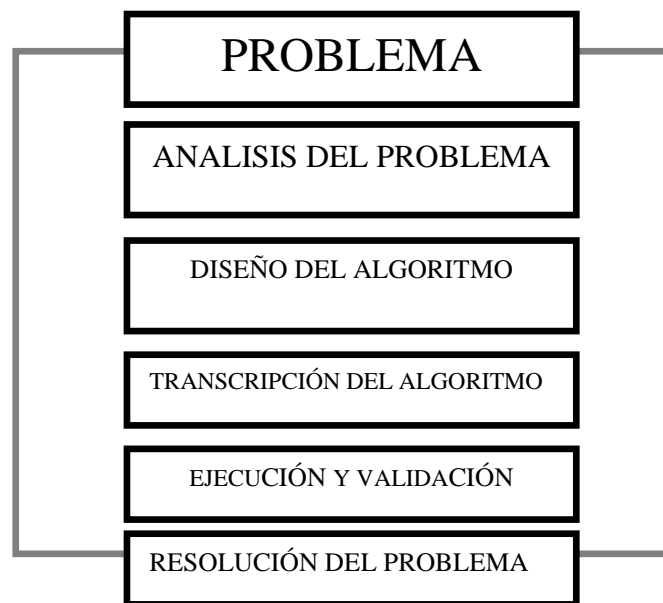 PROBLEMA
ANALISIS DEL PROBLEMA
DISEÑO DEL ALGORITMO
TRANSCRIPCIÓN DEL ALGORITMO
EJECUCIÓN Y VALIDACIÓN
RESOLUCIÓN DEL PROBLEMA